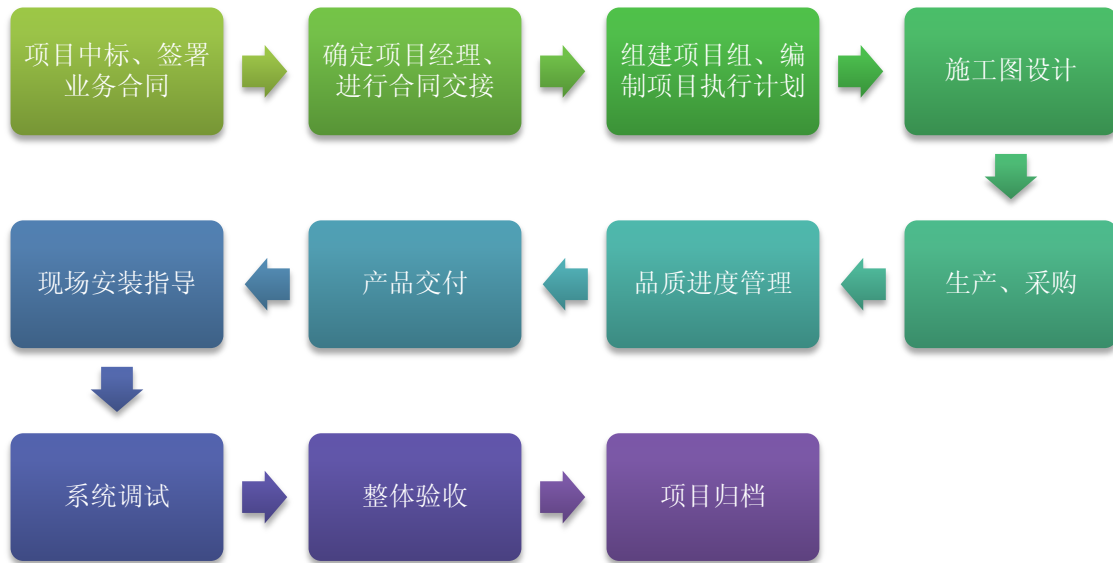 项目中标、签署
业务合同
确定项目经理、
进行合同交接
组建项目组、编
制项目执行计划
施工图设计
生产、采购
品质进度管理
产品交付
现场安装指导
系统调试
整体验收
项目归档